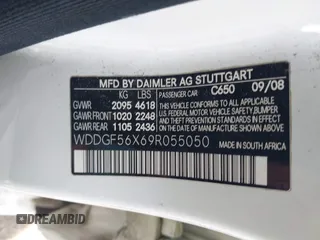 MFD BY DAIMLER AG STUTTGART
KG LBS PASSENGER CAR C650 09/08
GVWR 2095 4618
GAWR FRONT 1020 2248
GAWR REAR 1105 2436
THIS VEHICLE CONFORMS TO ALL APPLICABLE
U.S. FEDERAL MOTOR VEHICLE SAFETY,
BUMPER, AND THEFT PREVENTION STANDARDS
IN EFFECT ON THE DATE OF MANUFACTURE
SHOWN ABOVE.
WDDGF56X69R055050
MADE IN SOUTH AFRICA
DREAMBID